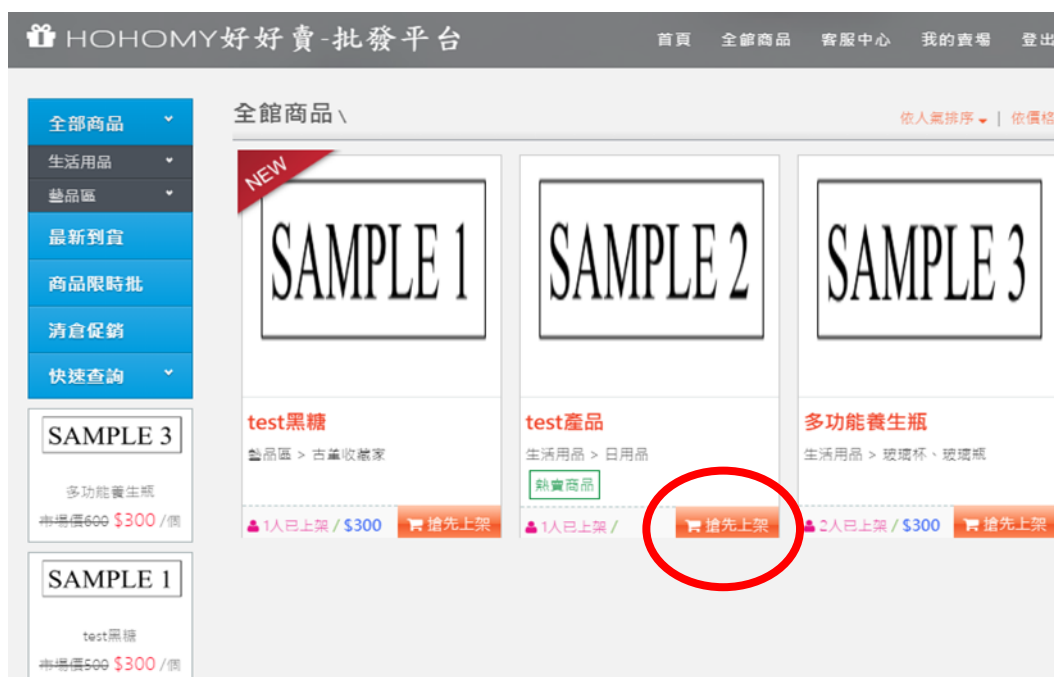 HOHOMY好好賣-批發平台
首頁 全館商品 客服中心 我的賣場 登出
全部商品
生活用品
藝品區
最新到貨
商品限時批
清倉促銷
快速查詢
SAMPLE 3
多功能養生瓶
市場價600 $300 /個
SAMPLE 1
test黑糖
市場價500 $300 /個
全館商品 \
依人氣排序 | 依價格
NEW
SAMPLE 1
test黑糖
藝品區 > 古董收藏家
1人已上架 / $300 搶先上架
SAMPLE 2
test產品
生活用品 > 日用品
熱賣商品
1人已上架 / 搶先上架
SAMPLE 3
多功能養生瓶
生活用品 > 玻璃杯、玻璃瓶
2人已上架 / $300 搶先上架